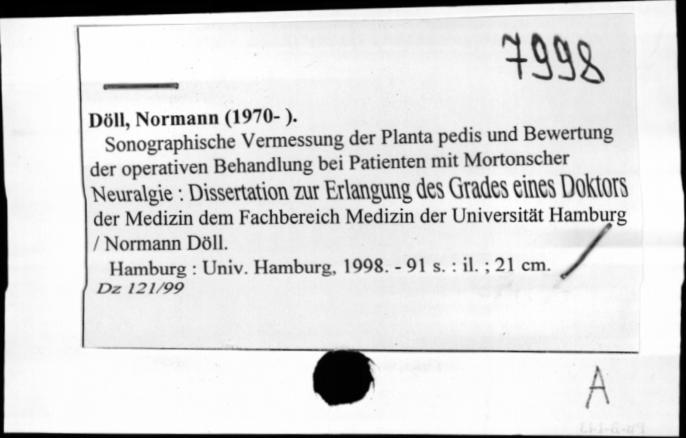 7998
Döll, Normann (1970- ).
Sonographische Vermessung der Planta pedis und Bewertung
der operativen Behandlung bei Patienten mit Mortonscher
Neuralgie : Dissertation zur Erlangung des Grades eines Doktors
der Medizin dem Fachbereich Medizin der Universität Hamburg
/ Normann Döll.
Hamburg : Univ. Hamburg, 1998. - 91 s. : il. ; 21 cm.
Dz 121/99
A